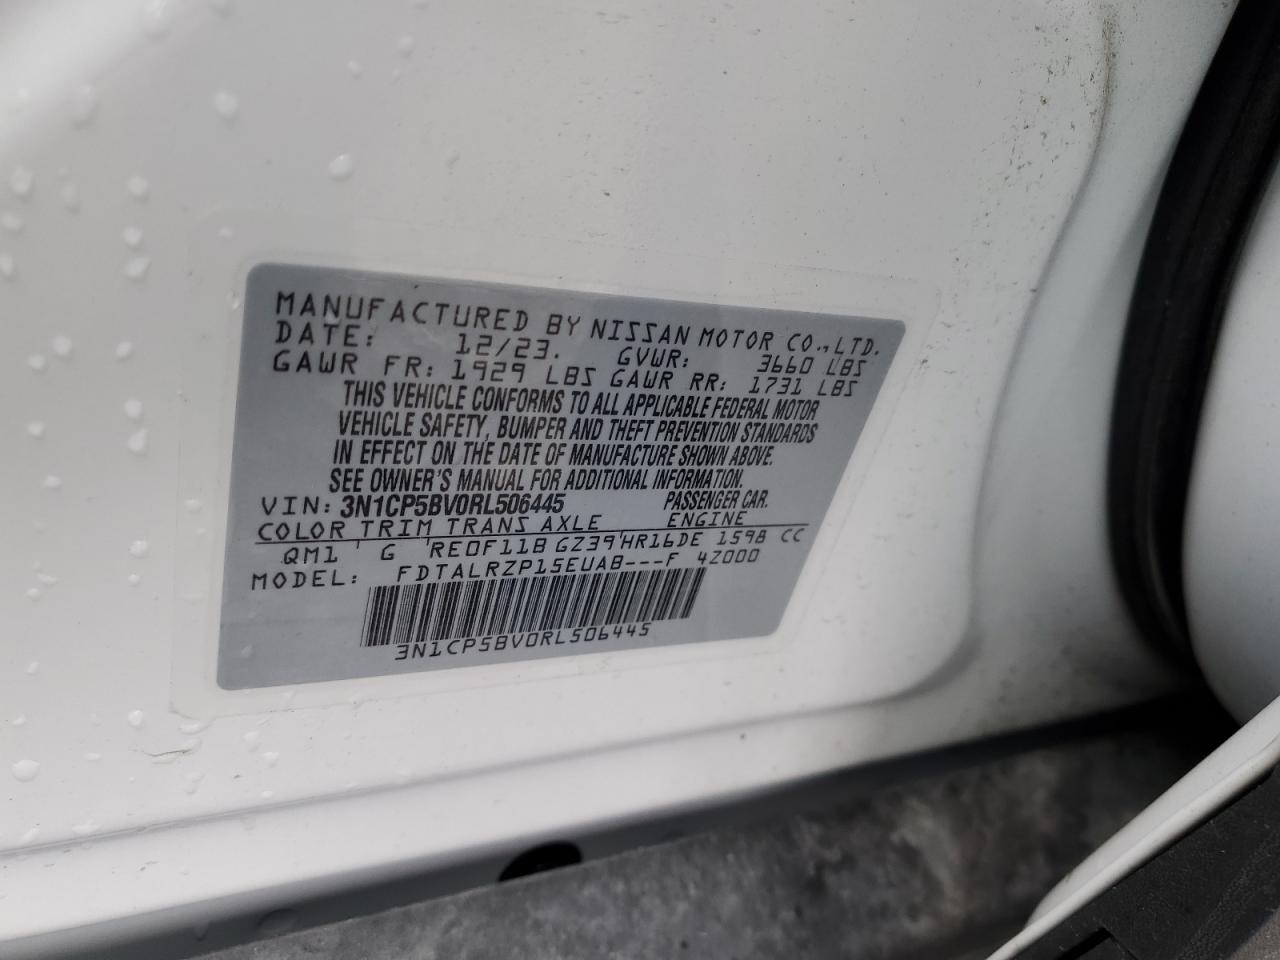 MANUFACTURED BY NISSAN MOTOR CO.,LTD.
DATE: 12/23. GVWR: 3660 LBS
GAWR FR: 1929 LBS GAWR RR: 1731 LBS
THIS VEHICLE CONFORMS TO ALL APPLICABLE FEDERAL MOTOR
VEHICLE SAFETY, BUMPER AND THEFT PREVENTION STANDARDS
IN EFFECT ON THE DATE OF MANUFACTURE SHOWN ABOVE.
SEE OWNER'S MANUAL FOR ADDITIONAL INFORMATION.
VIN: 3N1CP5BV0RL506445 PASSENGER CAR.
COLOR TRIM TRANS AXLE ENGINE
QM1 G RE0F11B GZ39 HR16DE 1598 CC
MODEL: FDTALRZP15EUAB---F 4Z000
3N1CP5BV0RL506445